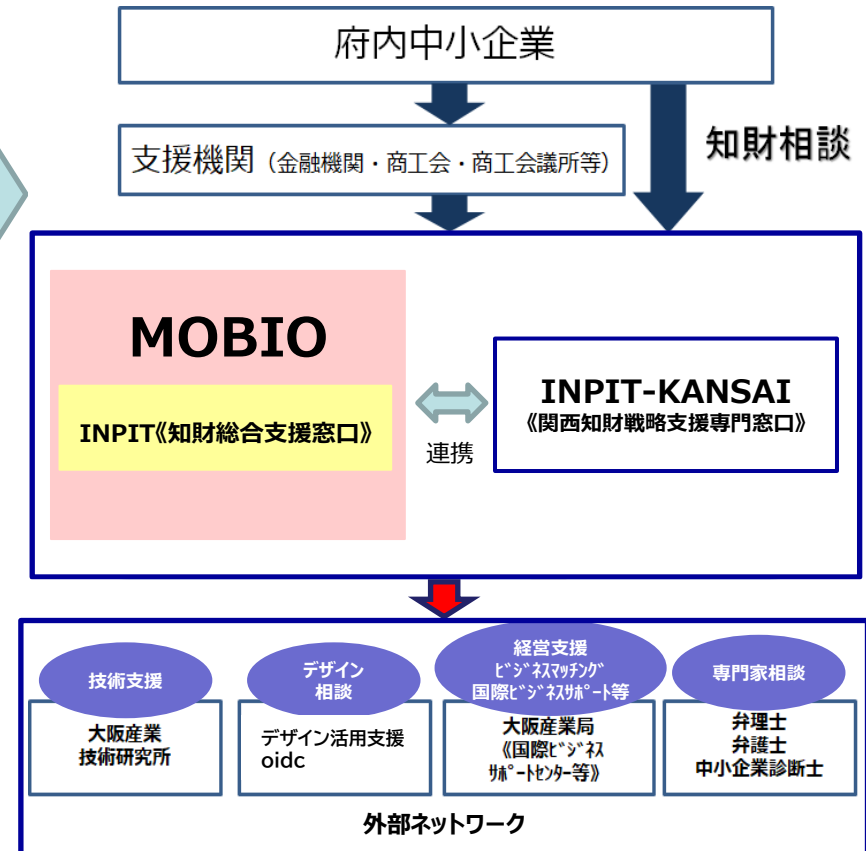 府内中小企業
支援機関（金融機関・商工会・商工会議所等）
知財相談
MOBIO
INPIT《知財総合支援窓口》
連携
INPIT-KANSAI
《関西知財戦略支援専門窓口》
技術支援
大阪産業
技術研究所
デザイン
相談
デザイン活用支援
oidc
経営支援
ﾋﾞｼﾞﾈｽﾏｯﾁﾝｸﾞ
国際ﾋﾞｼﾞﾈｽｻﾎﾟｰﾄ等
大阪産業局
《国際ﾋﾞｼﾞﾈｽ
ｻﾎﾟｰﾄｾﾝﾀｰ等》
専門家相談
弁理士
弁護士
中小企業診断士
外部ネットワーク